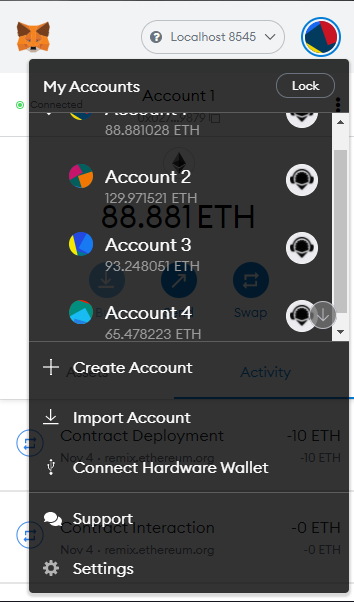 Localhost 8545
My Accounts
Lock
Connected
Account 1
88.881028 ETH
Account 2
129.971521 ETH
88.881 ETH
Account 3
93.248051 ETH
Swap
Account 4
65.478223 ETH
Create Account
Assets
Activity
Import Account
Contract Deployment
-10 ETH
Nov 4 · remix.ethereum.org
-10 ETH
Connect Hardware Wallet
Support
Contract Interaction
-0 ETH
Nov 4 · remix.ethereum.org
-0 ETH
Settings